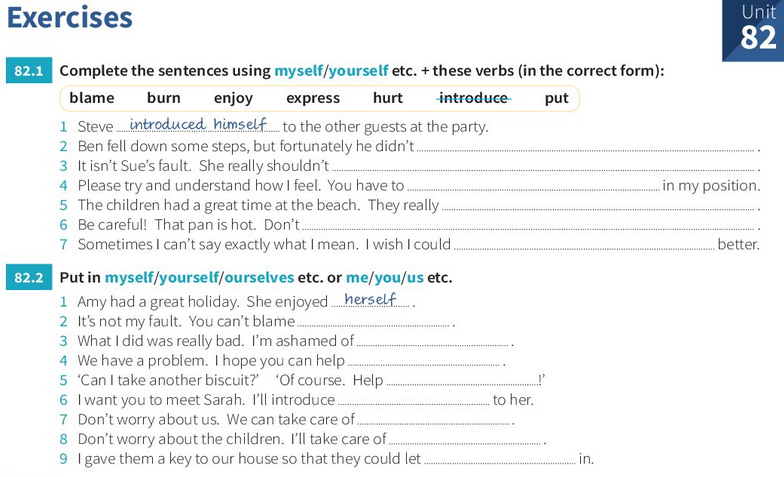 Exercises
Unit
82
82.1 Complete the sentences using myself/yourself etc. + these verbs (in the correct form):
blame burn enjoy express hurt introduce put
1 Steve introduced himself to the other guests at the party.
2 Ben fell down some steps, but fortunately he didn’t .
3 It isn’t Sue’s fault. She really shouldn’t .
4 Please try and understand how I feel. You have to in my position.
5 The children had a great time at the beach. They really .
6 Be careful! That pan is hot. Don’t .
7 Sometimes I can’t say exactly what I mean. I wish I could better.
82.2 Put in myself/yourself/ourselves etc. or me/you/us etc.
1 Amy had a great holiday. She enjoyed herself .
2 It’s not my fault. You can’t blame .
3 What I did was really bad. I’m ashamed of .
4 We have a problem. I hope you can help .
5 ‘Can I take another biscuit?’ ‘Of course. Help !’
6 I want you to meet Sarah. I’ll introduce to her.
7 Don’t worry about us. We can take care of .
8 Don’t worry about the children. I’ll take care of .
9 I gave them a key to our house so that they could let in.